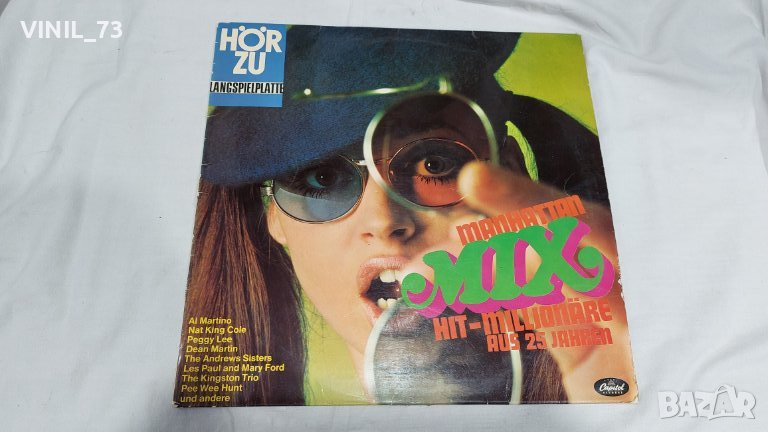 VINIL_73
HÖR
ZU
LANGSPIELPLATTE
MANHATTAN
MIX
HIT-MILLIONÄRE
AUS 25 JAHREN
Al Martino
Nat King Cole
Peggy Lee
Dean Martin
The Andrews Sisters
Les Paul and Mary Ford
The Kingston Trio
Pee Wee Hunt
und andere
Capitol
BAZAR